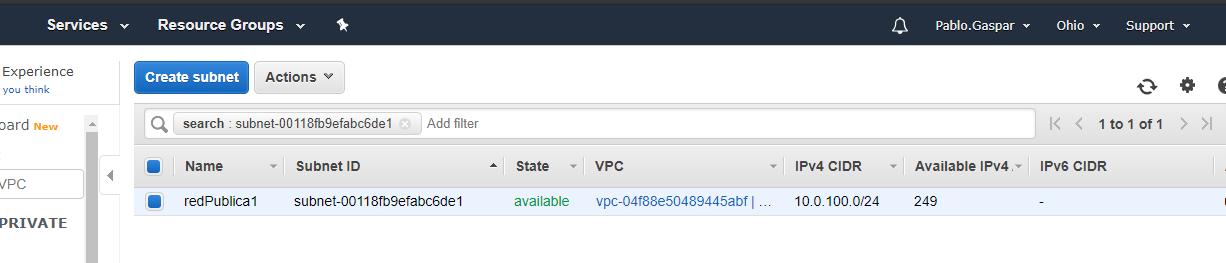 Services Resource Groups Pablo.Gaspar Ohio Support
Experience
you think
Create subnet Actions
oard New
search : subnet-00118fb9efabc6de1 Add filter 1 to 1 of 1
VPC
Name Subnet ID State VPC IPv4 CIDR Available IPv4 IPv6 CIDR
redPublica1 subnet-00118fb9efabc6de1 available vpc-04f88e50489445abf | ... 10.0.100.0/24 249 -
PRIVATE